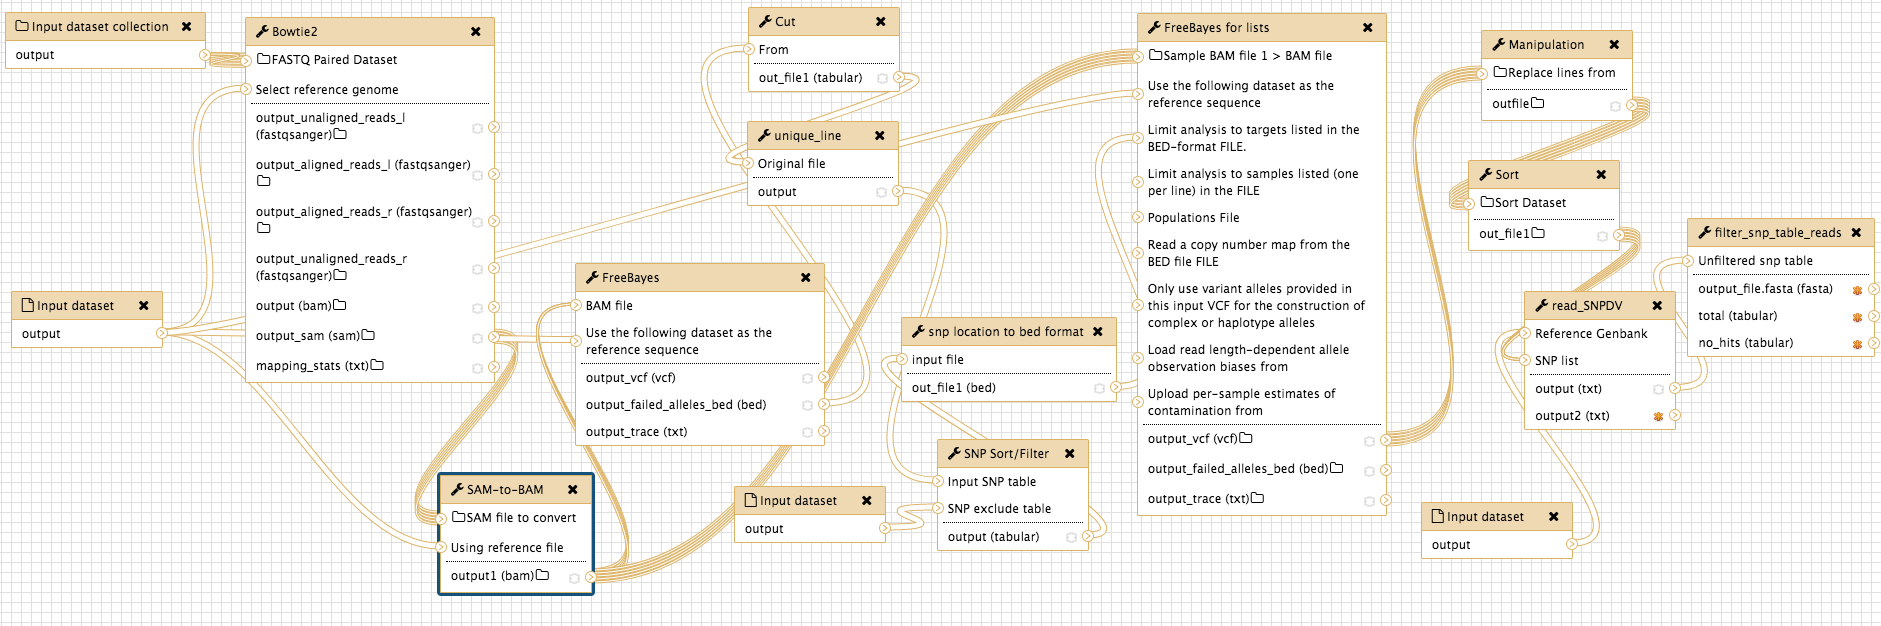 Input dataset collection
output
Bowtie2
FASTQ Paired Dataset
Select reference genome
output_unaligned_reads_l
(fastqsanger)
output_aligned_reads_l (fastqsanger)
output_aligned_reads_r (fastqsanger)
output_unaligned_reads_r
(fastqsanger)
output (bam)
output_sam (sam)
mapping_stats (txt)
Input dataset
output
SAM-to-BAM
SAM file to convert
Using reference file
output1 (bam)
FreeBayes
BAM file
Use the following dataset as the
reference sequence
output_vcf (vcf)
output_failed_alleles_bed (bed)
output_trace (txt)
Cut
From
out_file1 (tabular)
unique_line
Original file
output
Input dataset
output
snp location to bed format
input file
out_file1 (bed)
SNP Sort/Filter
Input SNP table
SNP exclude table
output (tabular)
FreeBayes for lists
Sample BAM file 1 > BAM file
Use the following dataset as the
reference sequence
Limit analysis to targets listed in the
BED-format FILE.
Limit analysis to samples listed (one
per line) in the FILE
Populations File
Read a copy number map from the
BED file FILE
Only use variant alleles provided in
this input VCF for the construction of
complex or haplotype alleles
Load read length-dependent allele
observation biases from
Upload per-sample estimates of
contamination from
output_vcf (vcf)
output_failed_alleles_bed (bed)
output_trace (txt)
Manipulation
Replace lines from
outfile
Sort
Sort Dataset
out_file1
read_SNPDV
Reference Genbank
SNP list
output (txt)
output2 (txt)
Input dataset
output
filter_snp_table_reads
Unfiltered snp table
output_file.fasta (fasta)
total (tabular)
no_hits (tabular)